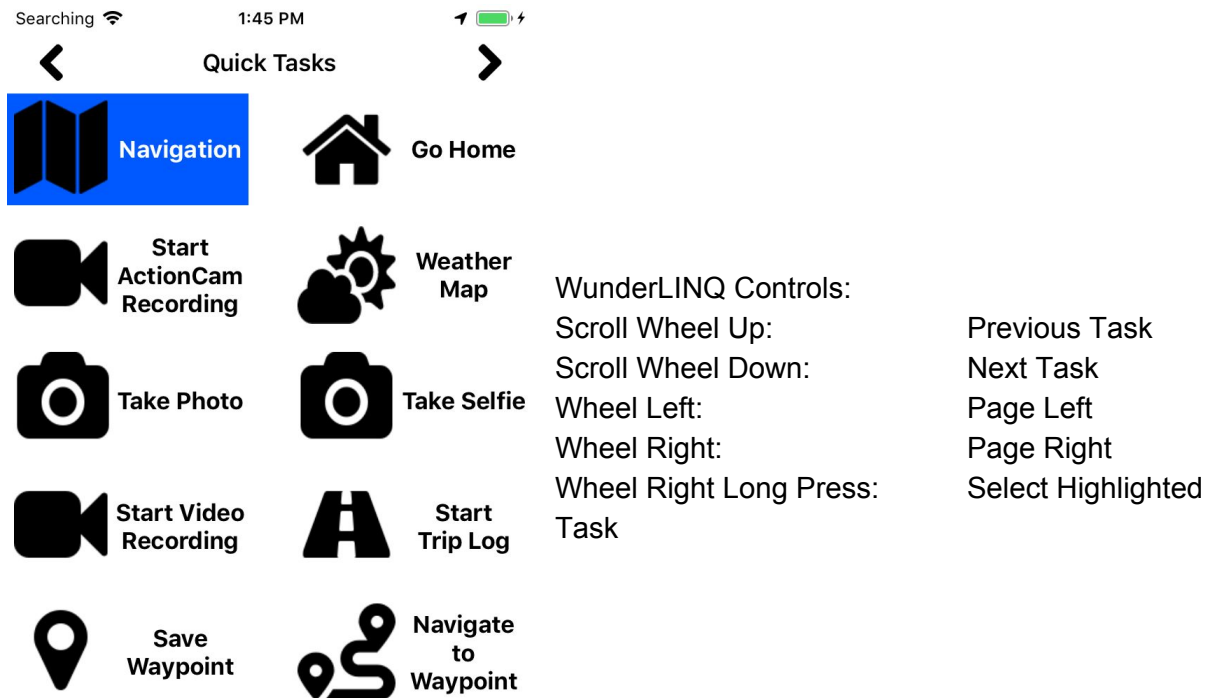 Searching 1:45 PM
Quick Tasks
Navigation
Go Home
Start
ActionCam
Recording
Weather
Map
Take Photo
Take Selfie
Start Video
Recording
Start
Trip Log
Save
Waypoint
Navigate
to
Waypoint
WunderLINQ Controls:
Scroll Wheel Up: Previous Task
Scroll Wheel Down: Next Task
Wheel Left: Page Left
Wheel Right: Page Right
Wheel Right Long Press: Select Highlighted
Task